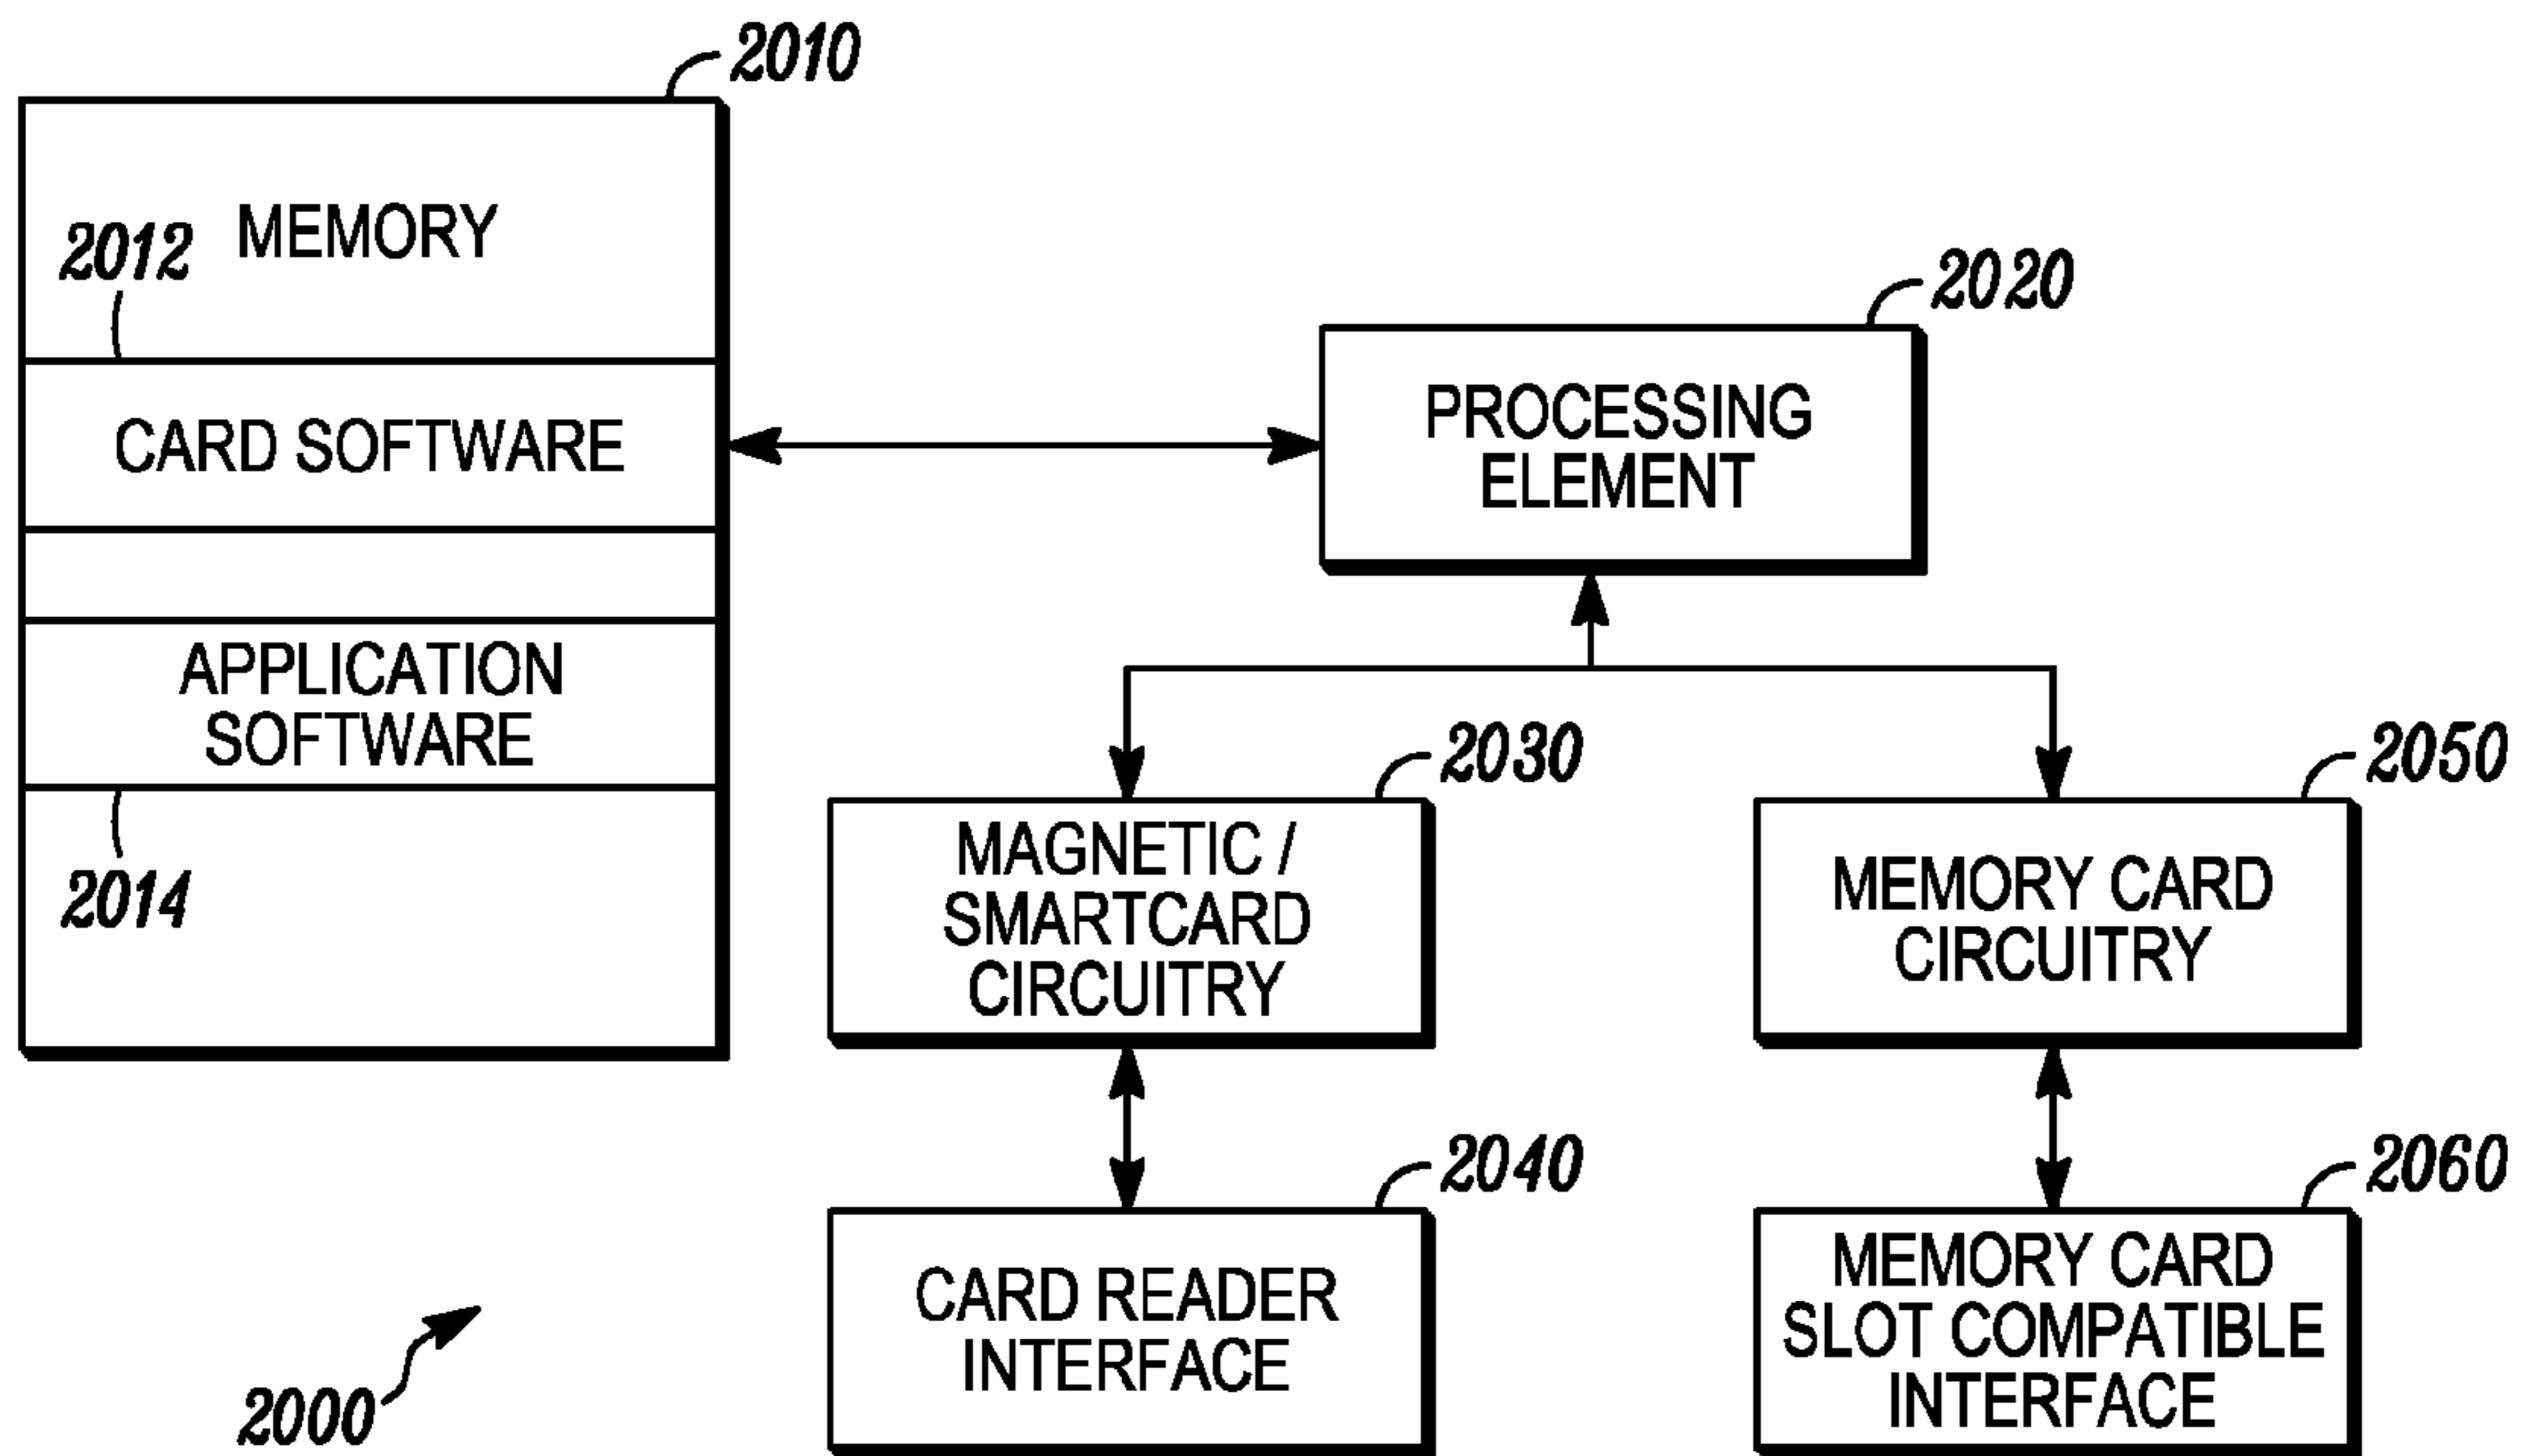 2010
MEMORY
2012
CARD SOFTWARE
APPLICATION
SOFTWARE
2014
2020
PROCESSING
ELEMENT
2030
MAGNETIC /
SMARTCARD
CIRCUITRY
2050
MEMORY CARD
CIRCUITRY
2040
CARD READER
INTERFACE
2060
MEMORY CARD
SLOT COMPATIBLE
INTERFACE
2000